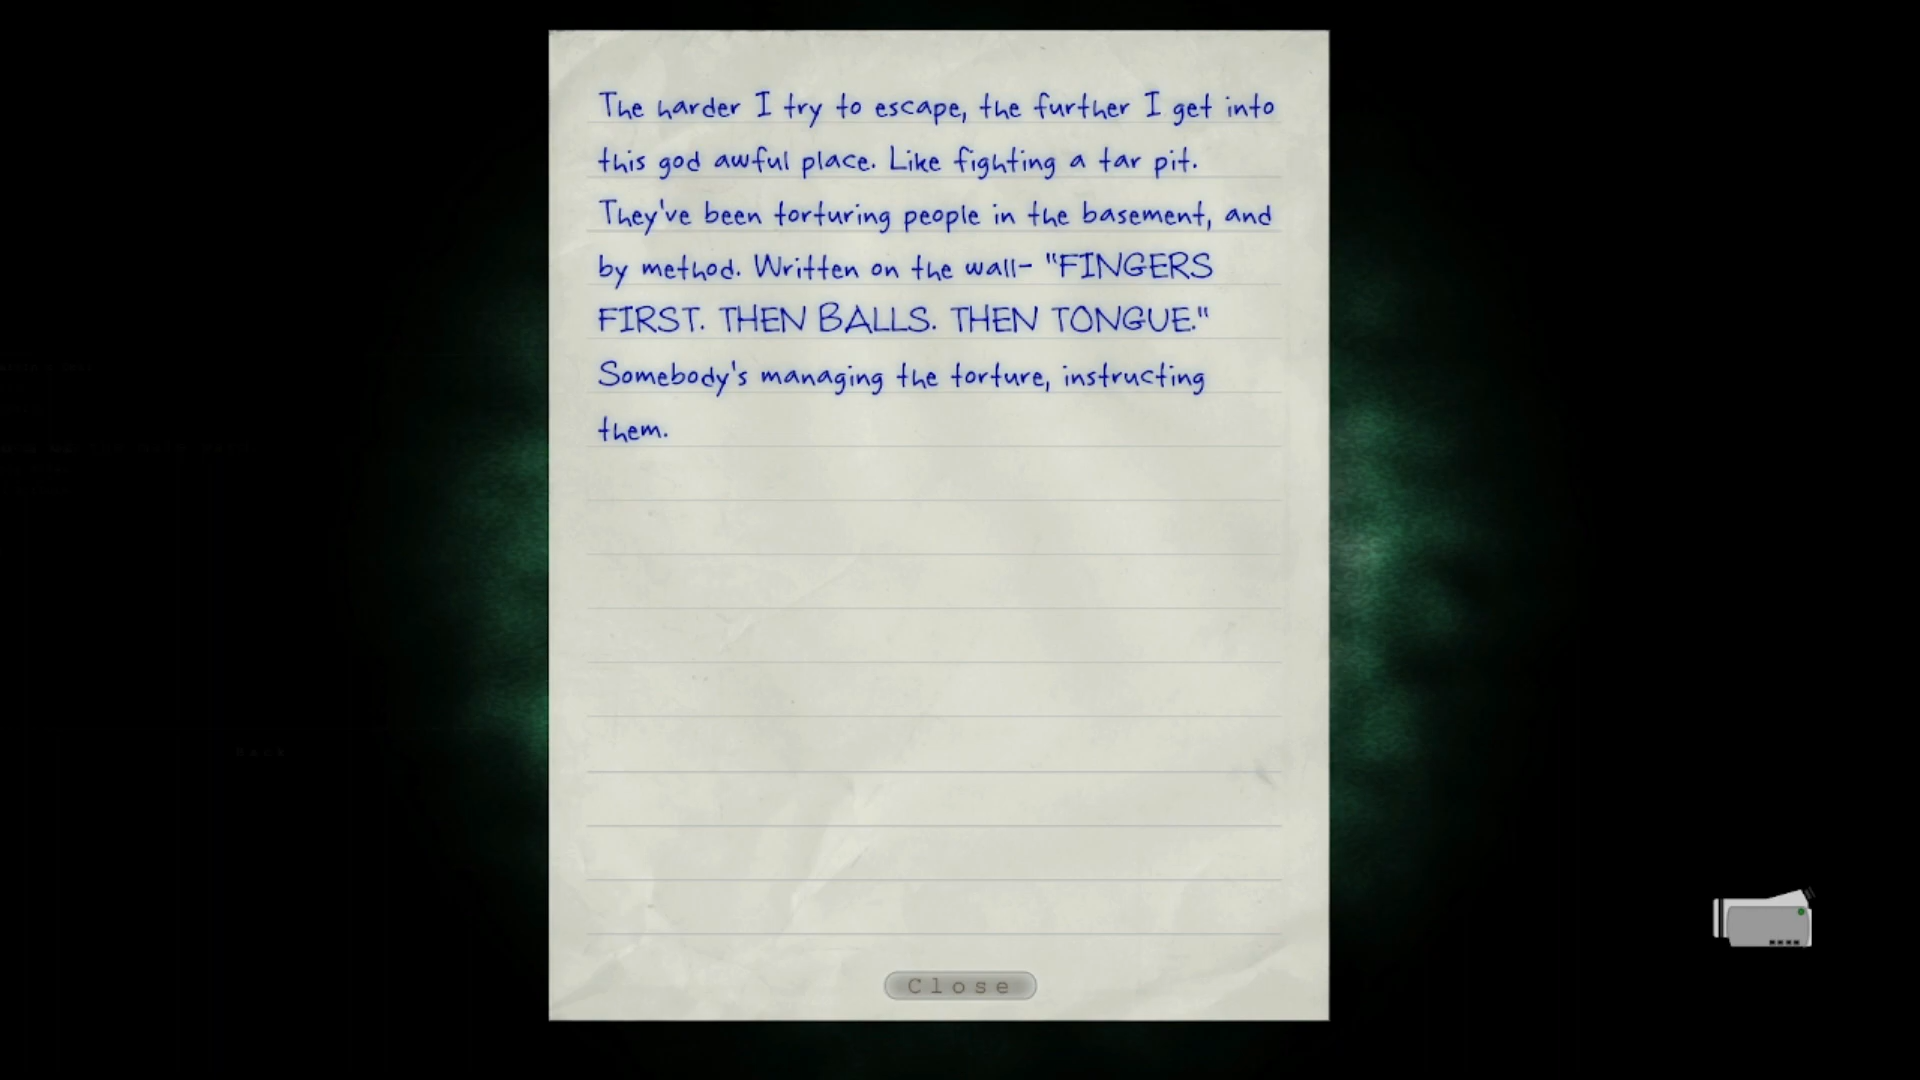 The harder I try to escape, the further I get into
this god awful place. Like fighting a tar pit.
They've been torturing people in the basement, and
by method. Written on the wall- "FINGERS
FIRST. THEN BALLS. THEN TONGUE."
Somebody's managing the torture, instructing
them.
Back
Close